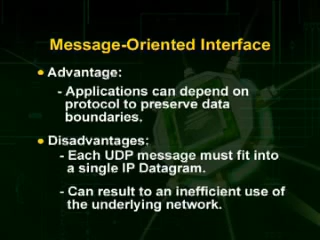 Message-Oriented Interface
● Advantage:
- Applications can depend on
protocol to preserve data
boundaries.
● Disadvantages:
- Each UDP message must fit into
a single IP Datagram.
- Can result to an inefficient use of
the underlying network.